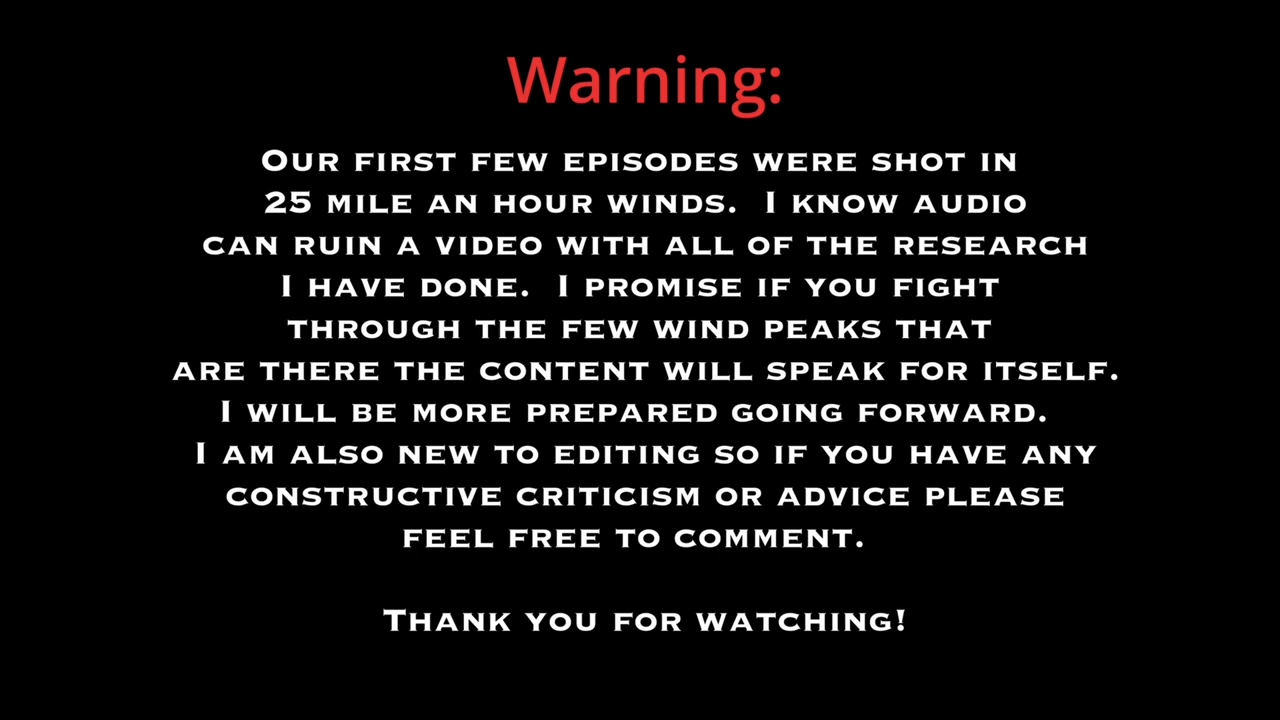 Warning:
Our first few episodes were shot in
25 mile an hour winds.  I know audio
can ruin a video with all of the research
I have done.  I promise if you fight
through the few wind peaks that
are there the content will speak for itself.
I will be more prepared going forward.
I am also new to editing so if you have any
constructive criticism or advice please
feel free to comment.
Thank you for watching!